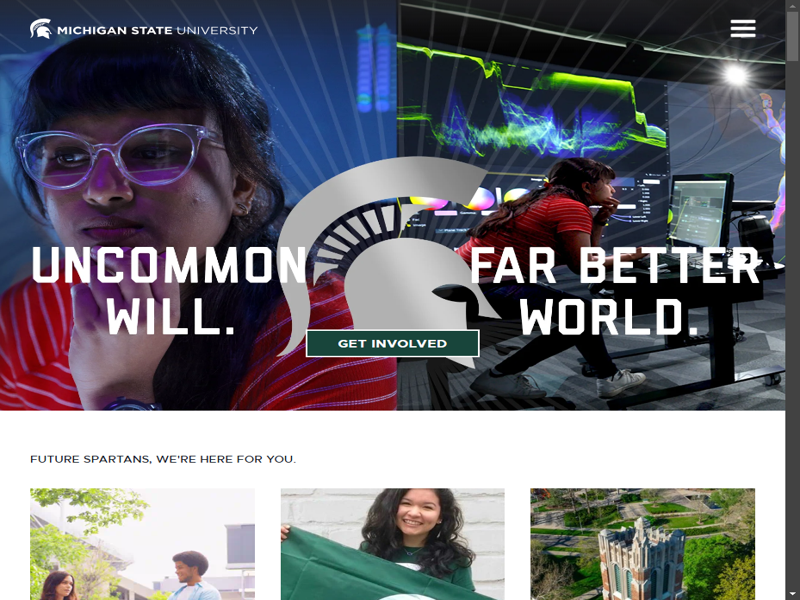 MICHIGAN STATE UNIVERSITY
UNCOMMON
WILL.
FAR BETTER
WORLD.
GET INVOLVED
FUTURE SPARTANS, WE'RE HERE FOR YOU.